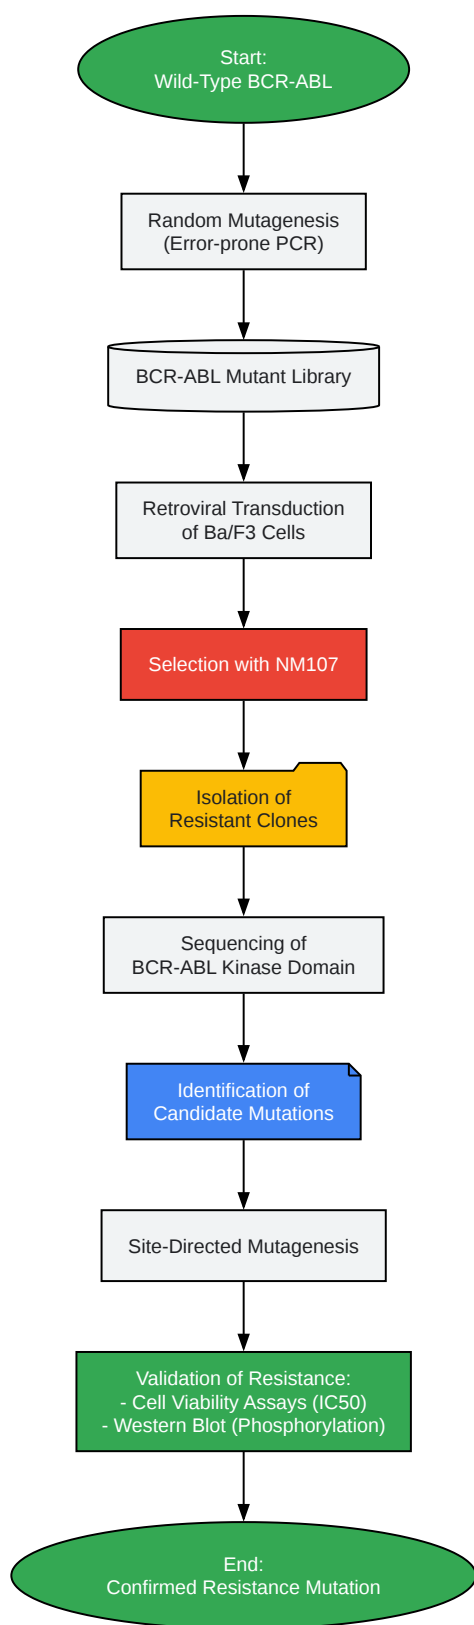 Start:
Wild-Type BCR-ABL
Random Mutagenesis
(Error-prone PCR)
BCR-ABL Mutant Library
Retroviral Transduction
of Ba/F3 Cells
Selection with NM107
Isolation of
Resistant Clones
Sequencing of
BCR-ABL Kinase Domain
Identification of
Candidate Mutations
Site-Directed Mutagenesis
Validation of Resistance:
- Cell Viability Assays (IC50)
- Western Blot (Phosphorylation)
End:
Confirmed Resistance Mutation